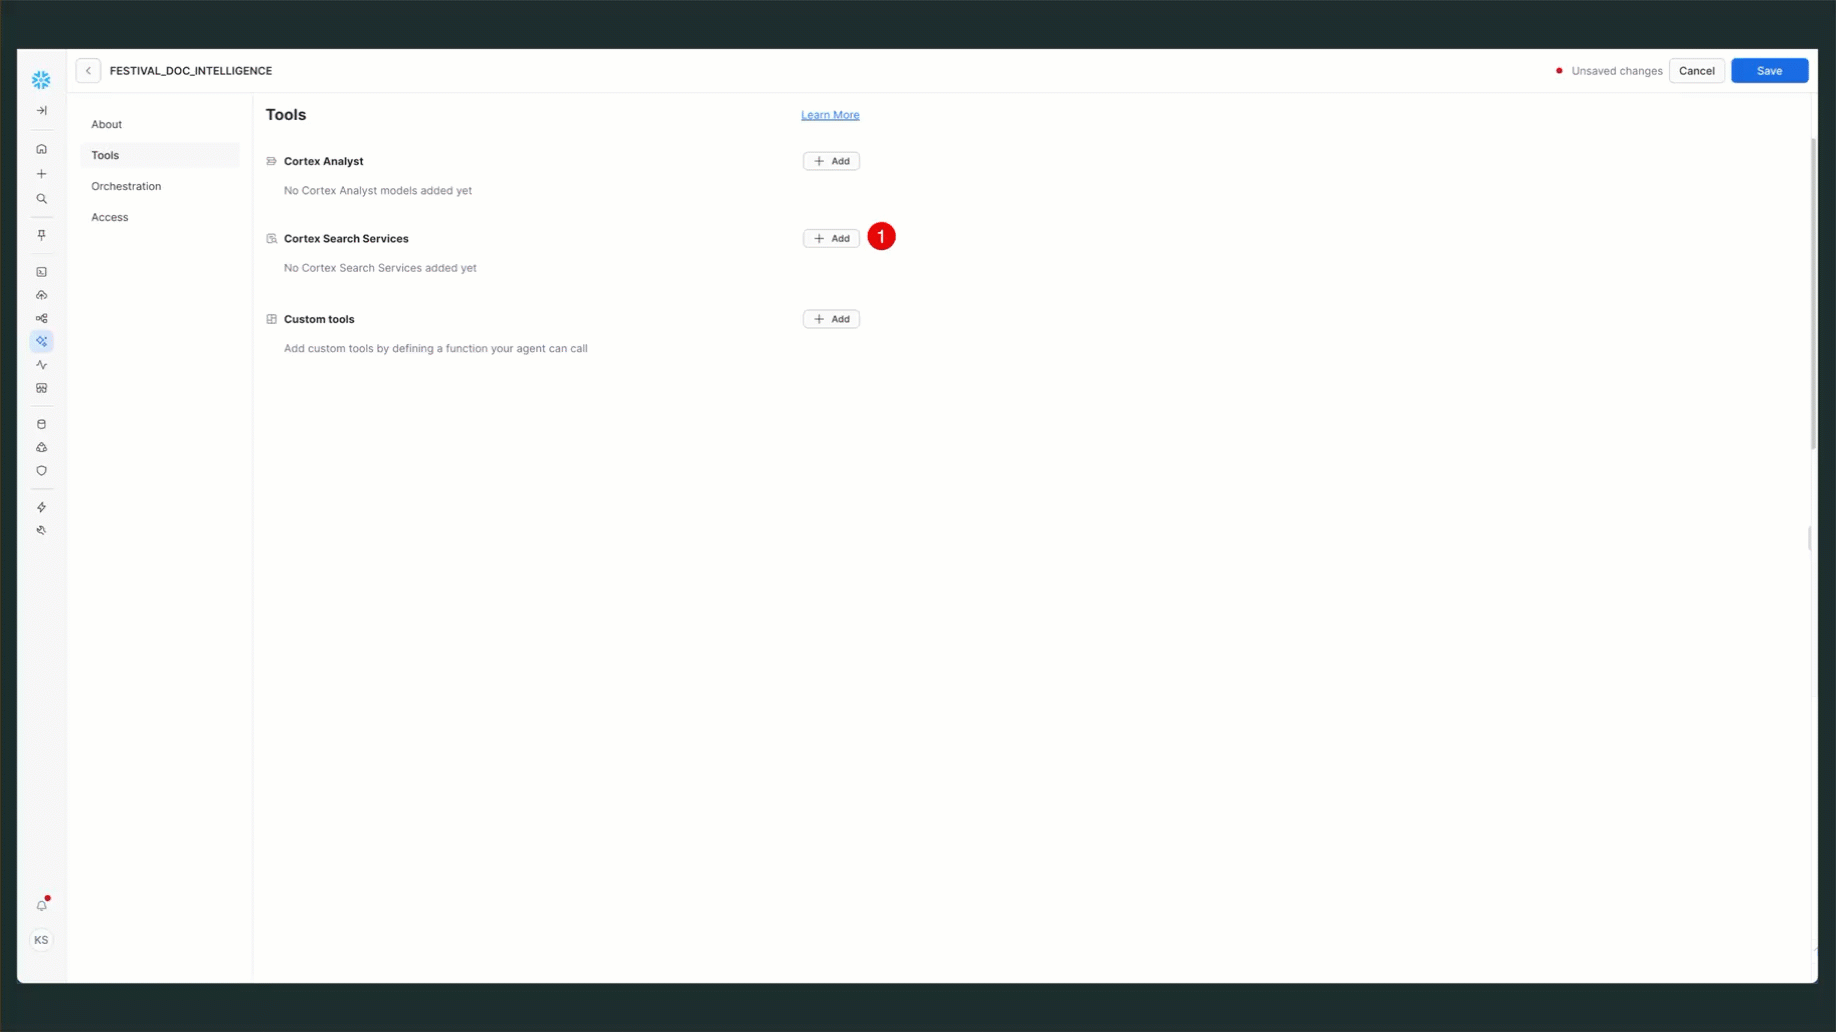 FESTIVAL_DOC_INTELLIGENCE
Unsaved changes
Cancel
Save
About
Tools
Orchestration
Access
Tools
Learn More
Cortex Analyst
Add
No Cortex Analyst models added yet
Cortex Search Services
Add
1
No Cortex Search Services added yet
Custom tools
Add
Add custom tools by defining a function your agent can call
KS